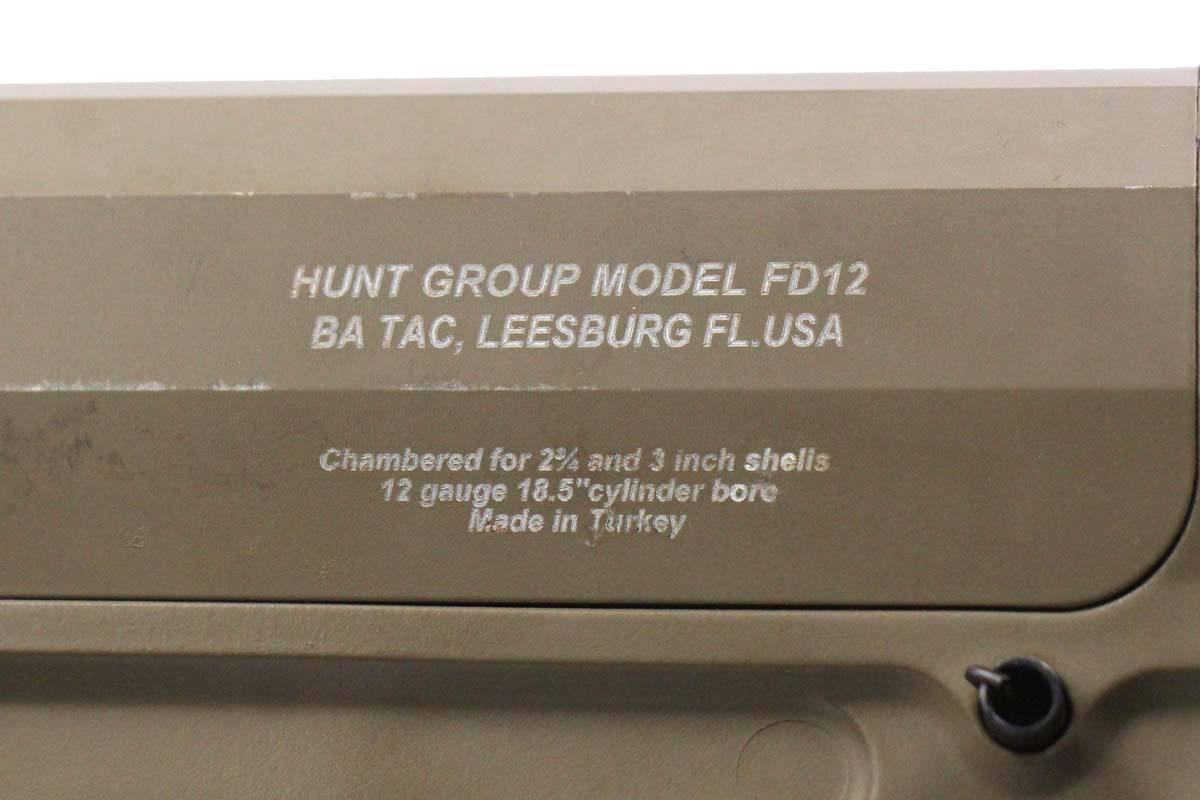 HUNT GROUP MODEL FD12
BA TAC, LEESBURG FL.USA
Chambered for 2¾ and 3 inch shells
12 gauge 18.5"cylinder bore
Made in Turkey